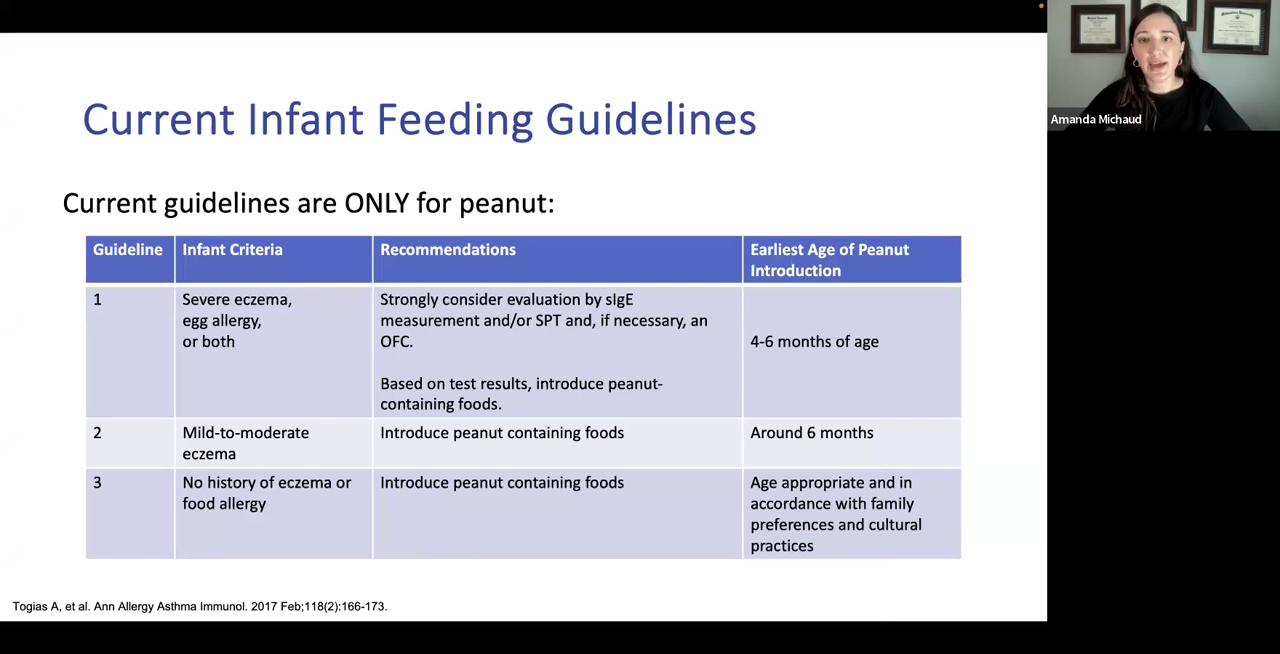 Current Infant Feeding Guidelines
Current guidelines are ONLY for peanut:
Guideline
Infant Criteria
Recommendations
Earliest Age of Peanut
Introduction
1
Severe eczema,
egg allergy,
or both
Strongly consider evaluation by sIgE
measurement and/or SPT and, if necessary, an
OFC.
Based on test results, introduce peanut-
containing foods.
4-6 months of age
2
Mild-to-moderate
eczema
Introduce peanut containing foods
Around 6 months
3
No history of eczema or
food allergy
Introduce peanut containing foods
Age appropriate and in
accordance with family
preferences and cultural
practices
Togias A, et al. Ann Allergy Asthma Immunol. 2017 Feb;118(2):166-173.
Amanda Michaud